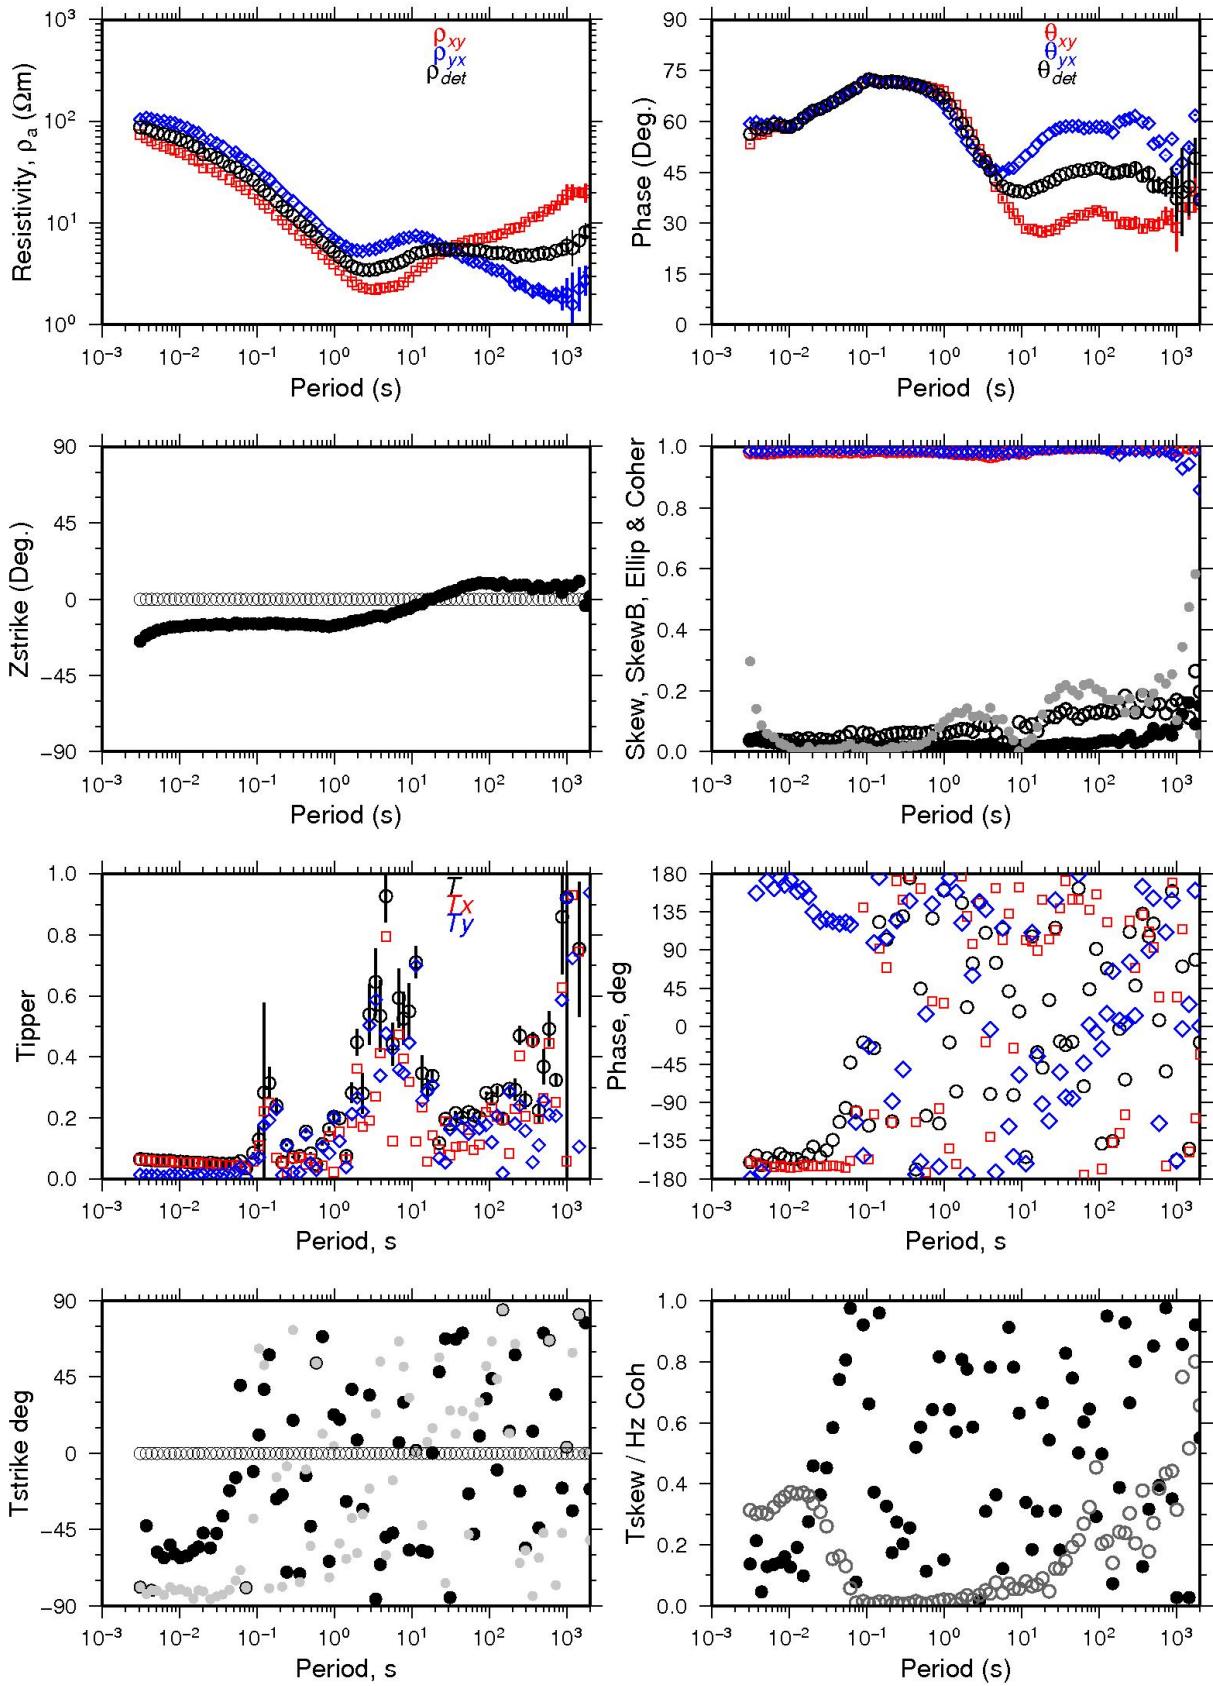 10³
10²
10¹
10⁰
Resistivity, ρa (Ωm)
ρxy
ρyx
ρdet
10⁻³ 10⁻² 10⁻¹ 10⁰ 10¹ 10² 10³
Period (s)
90
75
60
45
30
15
0
Phase (Deg.)
θxy
θyx
θdet
10⁻³ 10⁻² 10⁻¹ 10⁰ 10¹ 10² 10³
Period (s)
90
45
0
−45
−90
Zstrike (Deg.)
10⁻³ 10⁻² 10⁻¹ 10⁰ 10¹ 10² 10³
Period (s)
1.0
0.8
0.6
0.4
0.2
0.0
Skew, SkewB, Ellip & Coher
10⁻³ 10⁻² 10⁻¹ 10⁰ 10¹ 10² 10³
Period (s)
1.0
0.8
0.6
0.4
0.2
0.0
Tipper
T
Tx
Ty
10⁻³ 10⁻² 10⁻¹ 10⁰ 10¹ 10² 10³
Period, s
180
135
90
45
0
−45
−90
−135
−180
Phase, deg
10⁻³ 10⁻² 10⁻¹ 10⁰ 10¹ 10² 10³
Period, s
90
45
0
−45
−90
Tstrike deg
10⁻³ 10⁻² 10⁻¹ 10⁰ 10¹ 10² 10³
Period, s
1.0
0.8
0.6
0.4
0.2
0.0
Tskew / Hz Coh
10⁻³ 10⁻² 10⁻¹ 10⁰ 10¹ 10² 10³
Period (s)